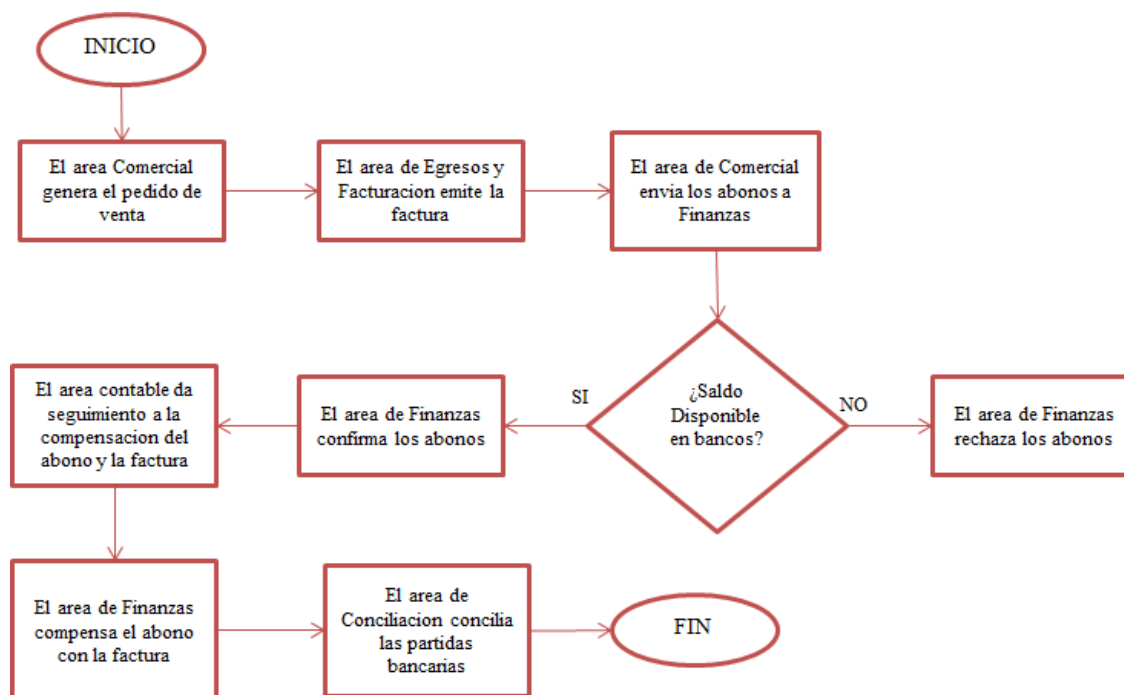 INICIO
El area Comercial
genera el pedido de
venta
El area de Egresos y
Facturacion emite la
factura
El area de Comercial
envia los abonos a
Finanzas
¿Saldo
Disponible
en bancos?
SI
NO
El area de Finanzas
rechaza los abonos
El area de Finanzas
confirma los abonos
El area contable da
seguimiento a la
compensacion del
abono y la factura
El area de Finanzas
compensa el abono
con la factura
El area de
Conciliacion concilia
las partidas
bancarias
FIN